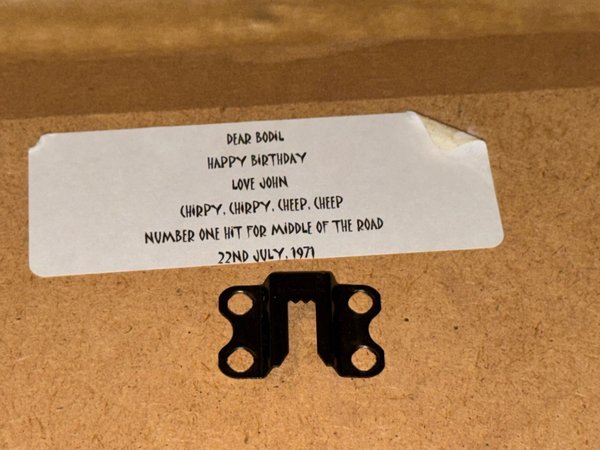 DEAR BODIL
HAPPY BIRTHDAY
LOVE JOHN
CHIRPY, CHIRPY, CHEEP, CHEEP
NUMBER ONE HIT FOR MIDDLE OF THE ROAD
22ND JULY, 1971